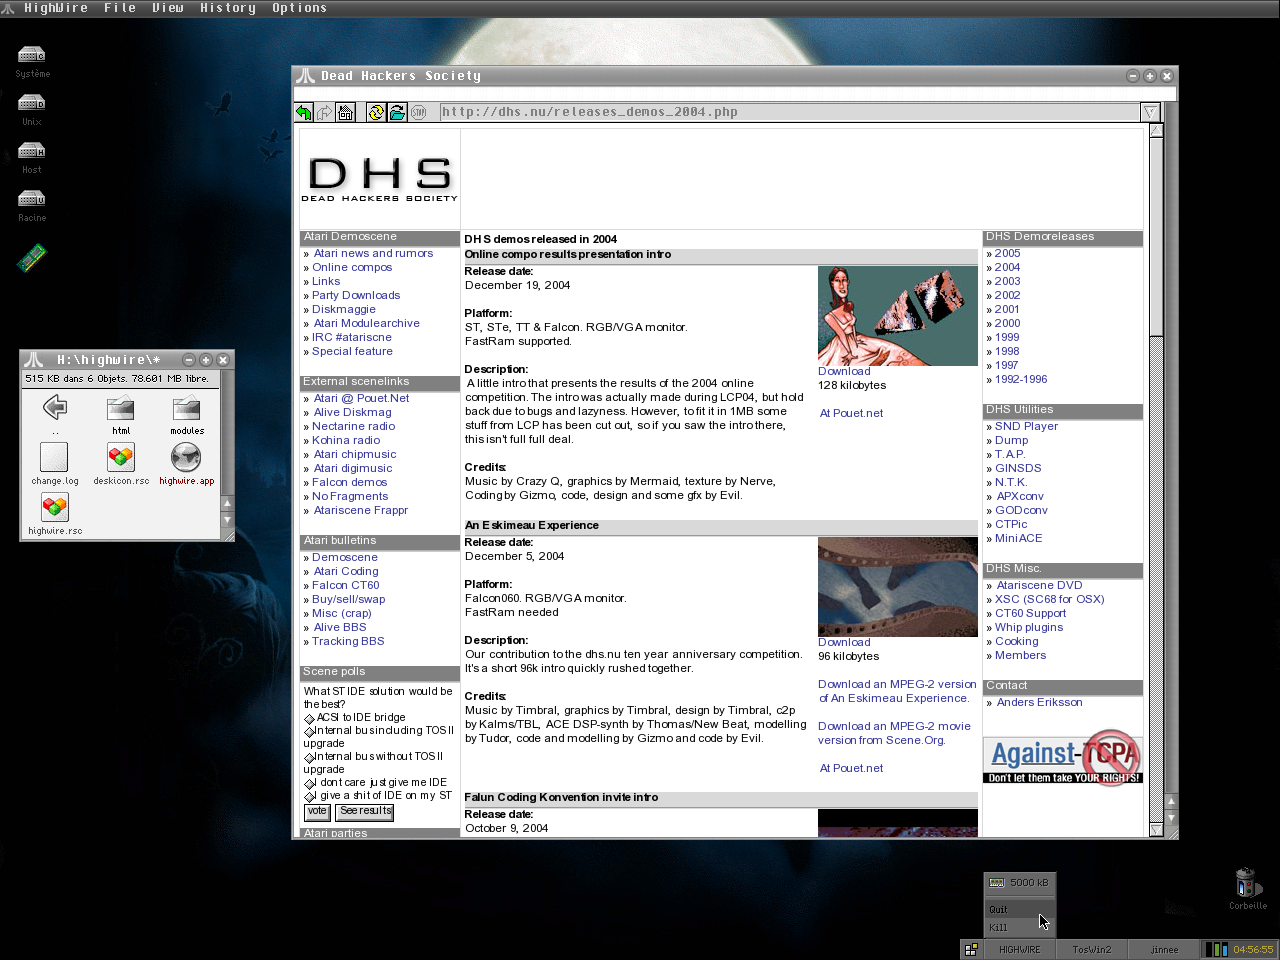 HighWire File View History Options
Système
Unix
Host
Racine
H:\highwire\*
515 KB dans 6 Objets. 78.601 MB libre.
..
html
modules
change.log
deskicon.rsc
highwire.app
highwire.rsc
Dead Hackers Society
http://dhs.nu/releases_demos_2004.php
DHS
DEAD HACKERS SOCIETY
Atari Demoscene
» Atari news and rumors
» Online compos
» Links
» Party Downloads
» Diskmaggie
» Atari Modulearchive
» IRC #atariscne
» Special feature
External scenelinks
» Atari @ Pouet.Net
» Alive Diskmag
» Nectarine radio
» Kohina radio
» Atari chipmusic
» Atari digimusic
» Falcon demos
» No Fragments
» Atariscene Frappr
Atari bulletins
» Demoscene
» Atari Coding
» Falcon CT60
» Buy/sell/swap
» Misc (crap)
» Alive BBS
» Tracking BBS
Scene polls
What ST IDE solution would be
the best?
ACSI to IDE bridge
Internal bus including TOS II
upgrade
Internal bus without TOS II
upgrade
I dont care just give me IDE
I give a shit of IDE on my ST
vote See results
Atari parties
DHS demos released in 2004
Online compo results presentation intro
Release date:
December 19, 2004
Platform:
ST, STe, TT & Falcon. RGB/VGA monitor.
FastRam supported.
Description:
A little intro that presents the results of the 2004 online
competition. The intro was actually made during LCP04, but hold
back due to bugs and lazyness. However, to fit it in 1MB some
stuff from LCP has been cut out, so if you saw the intro there,
this isn't full full deal.
Credits:
Music by Crazy Q, graphics by Mermaid, texture by Nerve,
Coding by Gizmo, code, design and some gfx by Evil.
Download
128 kilobytes
At Pouet.net
An Eskimeau Experience
Release date:
December 5, 2004
Platform:
Falcon060. RGB/VGA monitor.
FastRam needed
Description:
Our contribution to the dhs.nu ten year anniversary competition.
It's a short 96k intro quickly rushed together.
Credits:
Music by Timbral, graphics by Timbral, design by Timbral, c2p
by Kalms/TBL, ACE DSP-synth by Thomas/New Beat, modelling
by Tudor, code and modelling by Gizmo and code by Evil.
Download
96 kilobytes
Download an MPEG-2 version
of An Eskimeau Experience.
Download an MPEG-2 movie
version from Scene.Org.
At Pouet.net
Falun Coding Konvention invite intro
Release date:
October 9, 2004
DHS Demoreleases
» 2005
» 2004
» 2003
» 2002
» 2001
» 2000
» 1999
» 1998
» 1997
» 1992-1996
DHS Utilities
» SND Player
» Dump
» T.A.P.
» GINSDS
» N.T.K.
» APXconv
» GODconv
» CTPic
» MiniACE
DHS Misc.
» Atariscene DVD
» XSC (SC68 for OSX)
» CT60 Support
» Whip plugins
» Cooking
» Members
Contact
» Anders Eriksson
Against-TCPA
Don't let them take YOUR RIGHTS!
5000 kB
Quit
Kill
Corbeille
HIGHWIRE TosWin2 jinnee 04:56:55